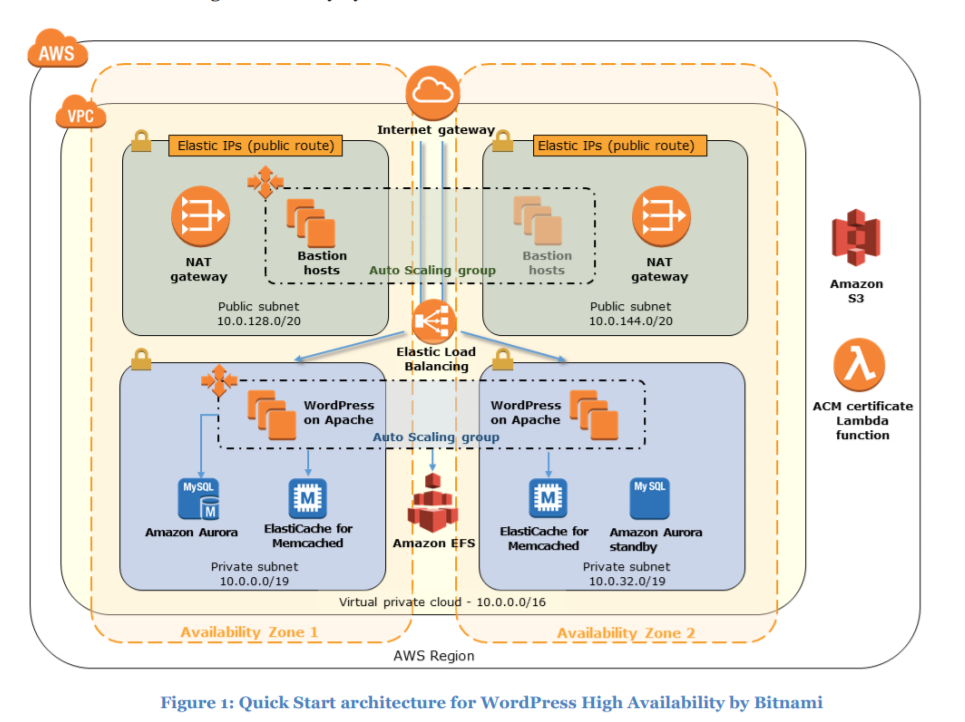 AWS
VPC
Internet gateway
Elastic IPs (public route)
Elastic IPs (public route)
NAT
gateway
Bastion
hosts
Auto Scaling group
Bastion
hosts
NAT
gateway
Public subnet
10.0.128.0/20
Public subnet
10.0.144.0/20
Amazon
S3
Elastic Load
Balancing
ACM certificate
Lambda
function
WordPress
on Apache
WordPress
on Apache
Auto Scaling group
MySQL
M
Amazon Aurora
M
ElastiCache for
Memcached
Amazon EFS
M
ElastiCache for
Memcached
MySQL
Amazon Aurora
standby
Private subnet
10.0.0.0/19
Private subnet
10.0.32.0/19
Virtual private cloud - 10.0.0.0/16
Availability Zone 1
Availability Zone 2
AWS Region
Figure 1: Quick Start architecture for WordPress High Availability by Bitnami